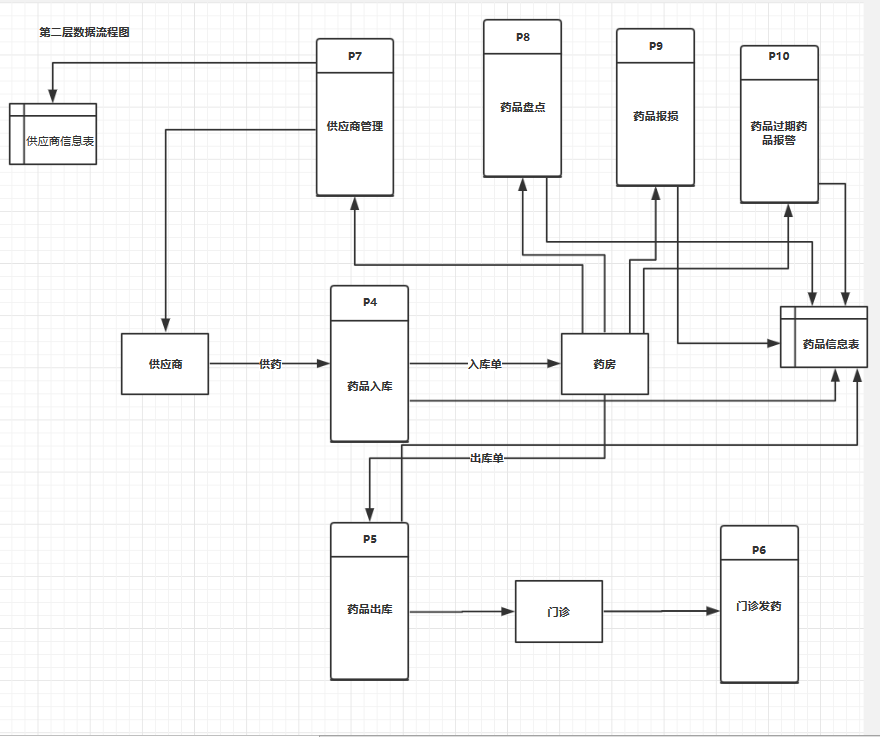 第二层数据流程图
P7
供应商管理
P8
药品盘点
P9
药品报损
P10
药品过期药
品报警
供应商信息表
P4
药品入库
供应商
供药
入库单
药房
药品信息表
出库单
P5
药品出库
门诊
P6
门诊发药